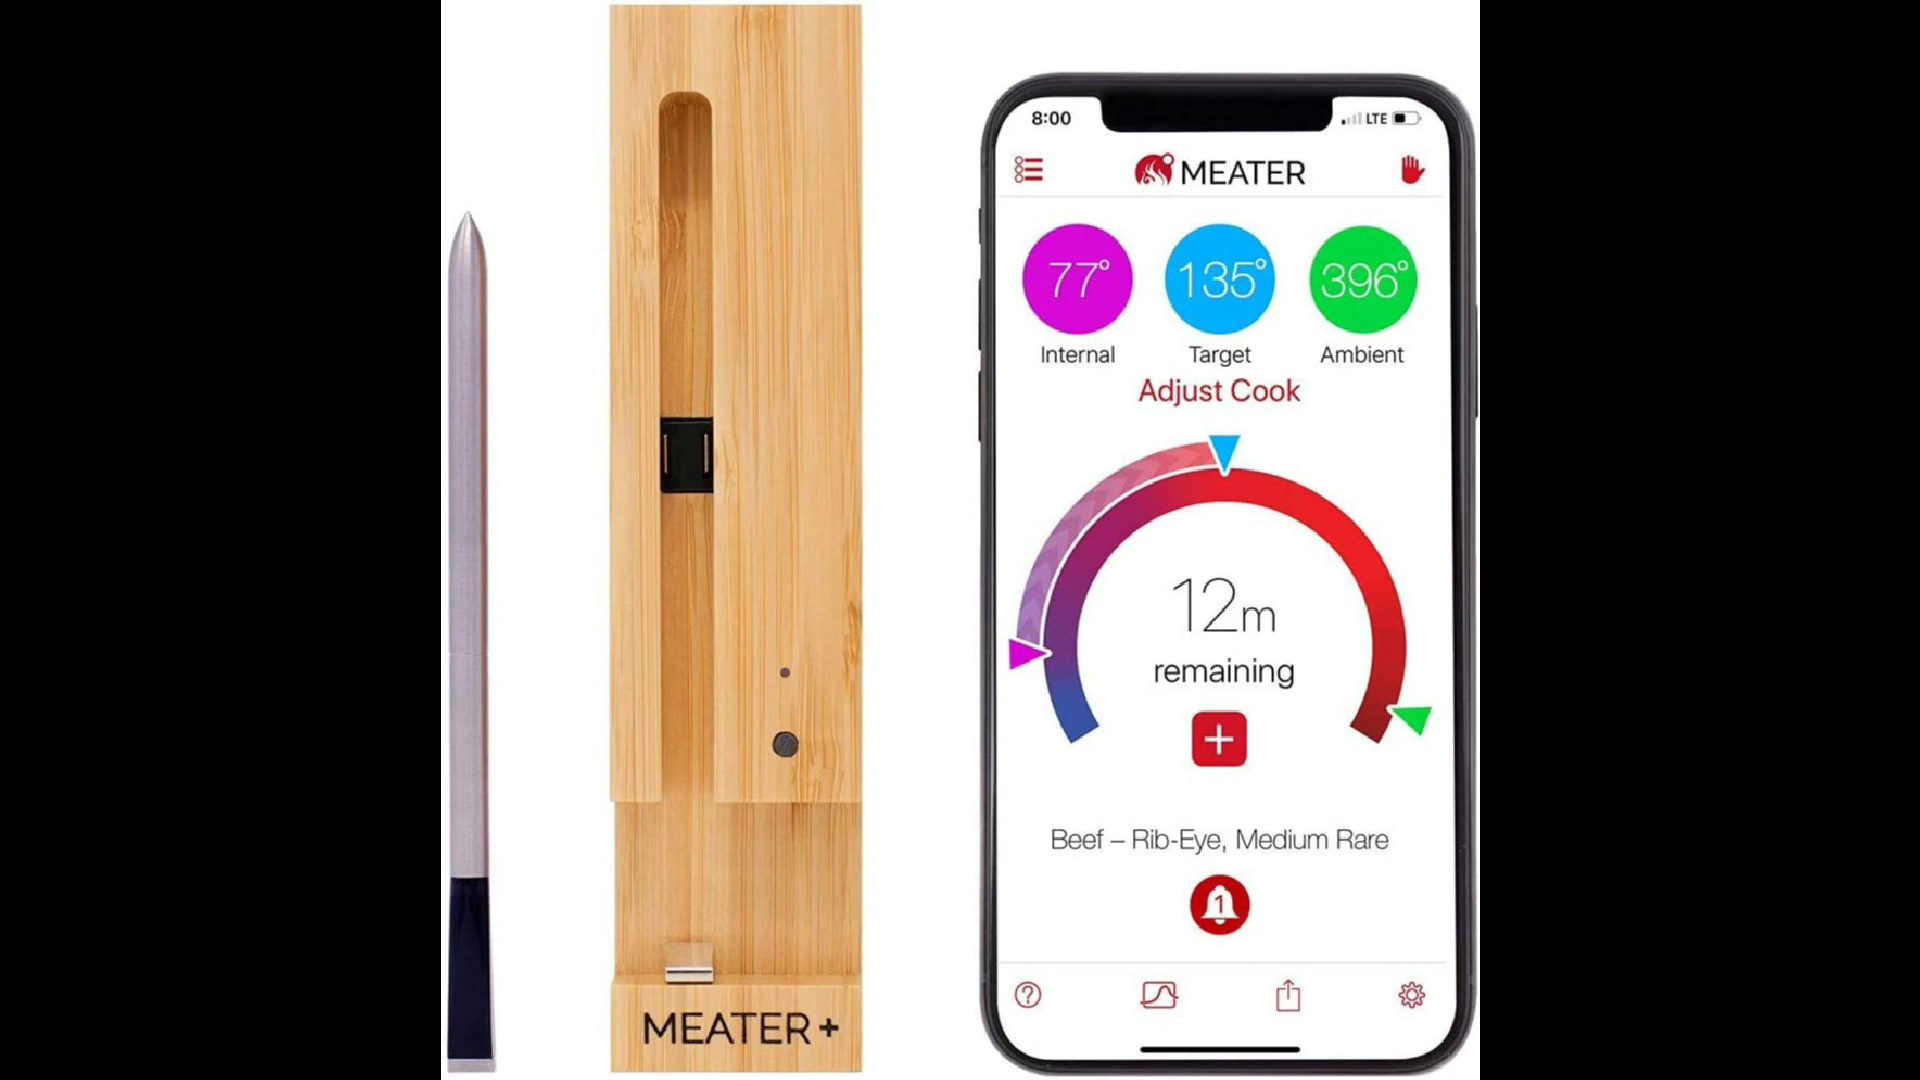 MEATER+
8:00 LTE
MEATER
77° 135° 396°
Internal Target Ambient
Adjust Cook
12m
remaining
+
Beef – Rib-Eye, Medium Rare
1
?